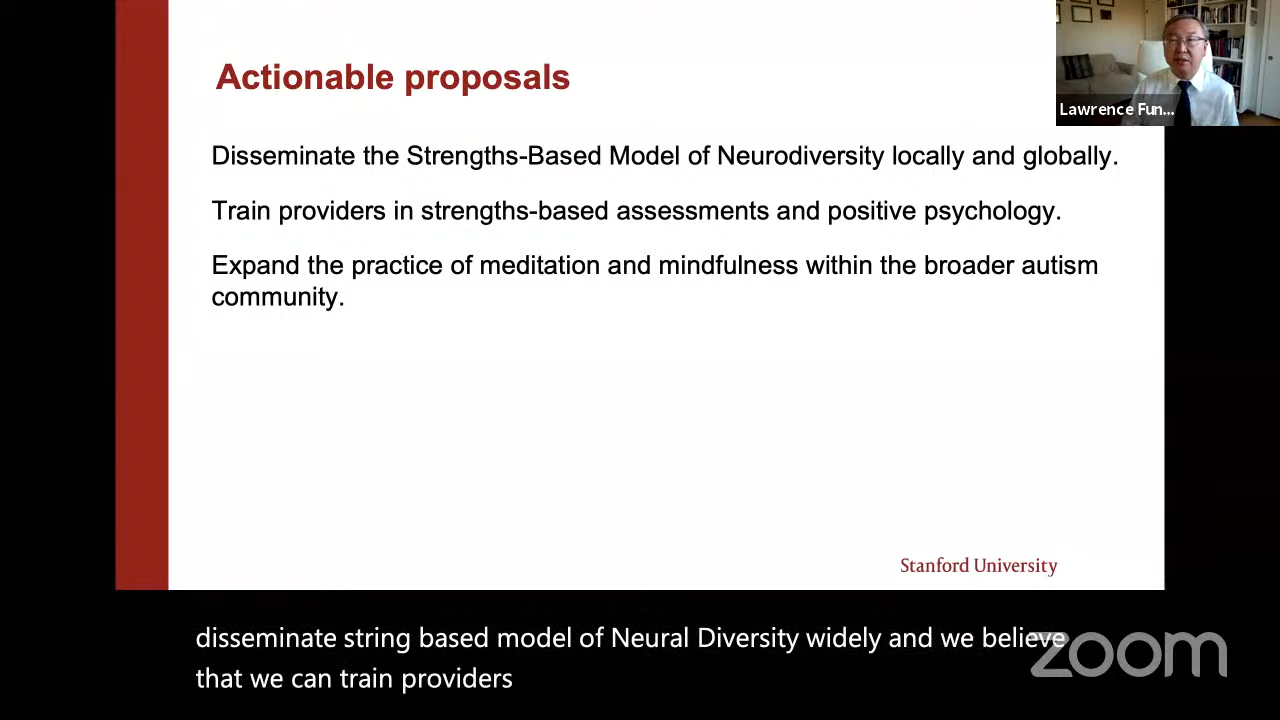 Actionable proposals
Lawrence Fun...
Disseminate the Strengths-Based Model of Neurodiversity locally and globally.
Train providers in strengths-based assessments and positive psychology.
Expand the practice of meditation and mindfulness within the broader autism
community.
Stanford University
disseminate string based model of Neural Diversity widely and we believe
that we can train providers
zoom